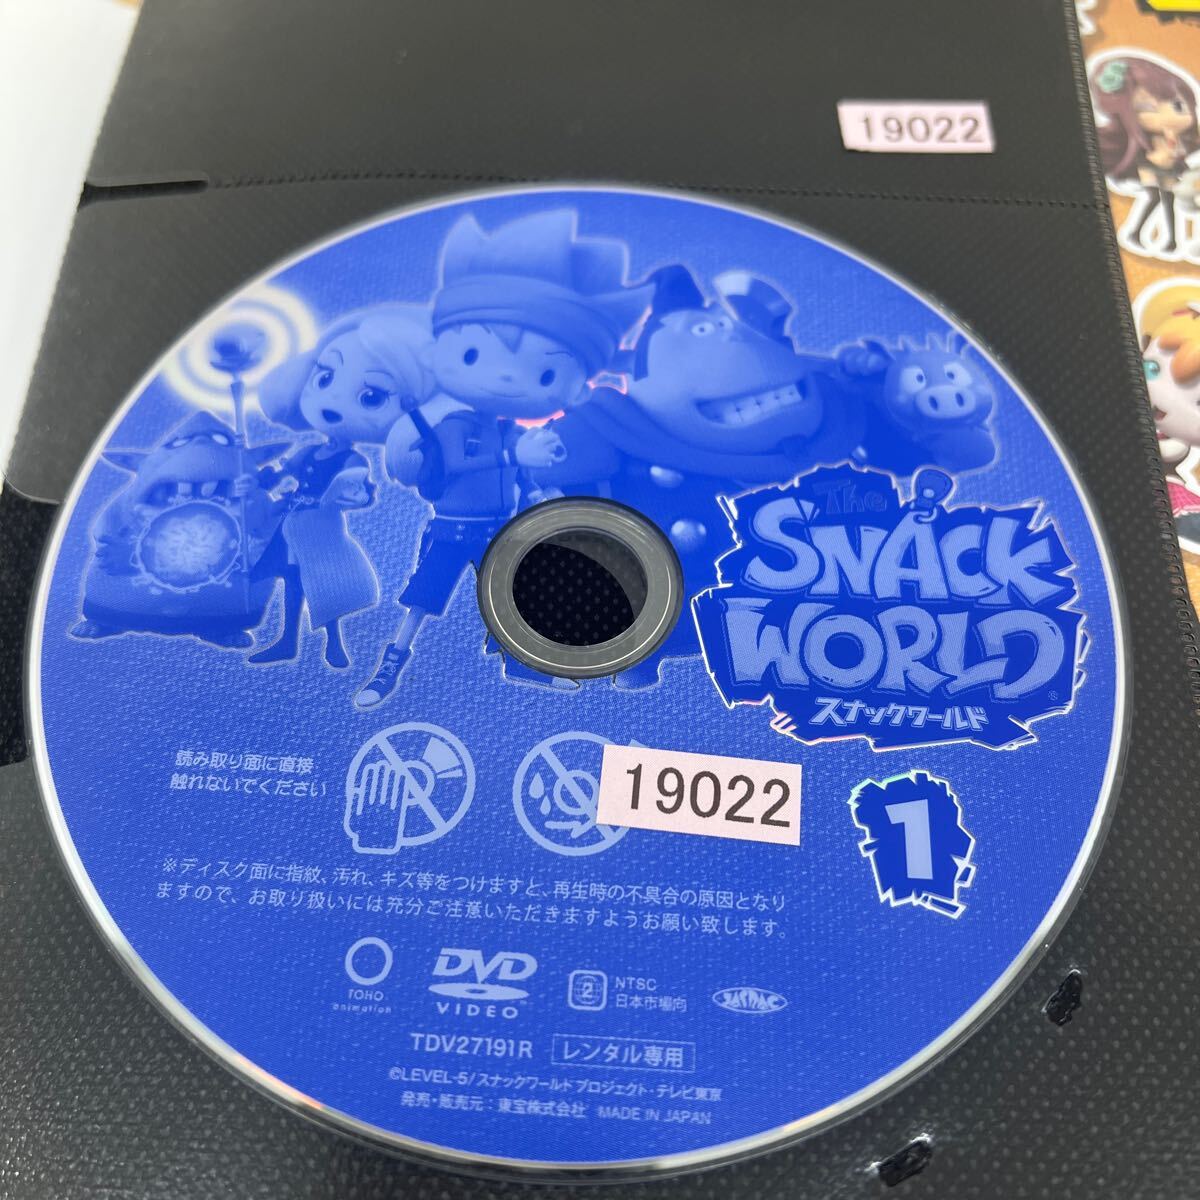 19022
The
SNACK
WORLD
スナックワールド
1
読み取り面に直接
触れないでください
19022
※ディスク面に指紋、汚れ、キズ等をつけますと、再生時の不具合の原因となり
ますので、お取り扱いには充分ご注意いただきますようお願い致します。
TOHO
animation
DVD
VIDEO
2
NTSC
日本市場向
JASRAC
TDV27191R
レンタル専用
©LEVEL-5/スナックワールドプロジェクト・テレビ東京
発売・販売元：東宝株式会社 MADE IN JAPAN